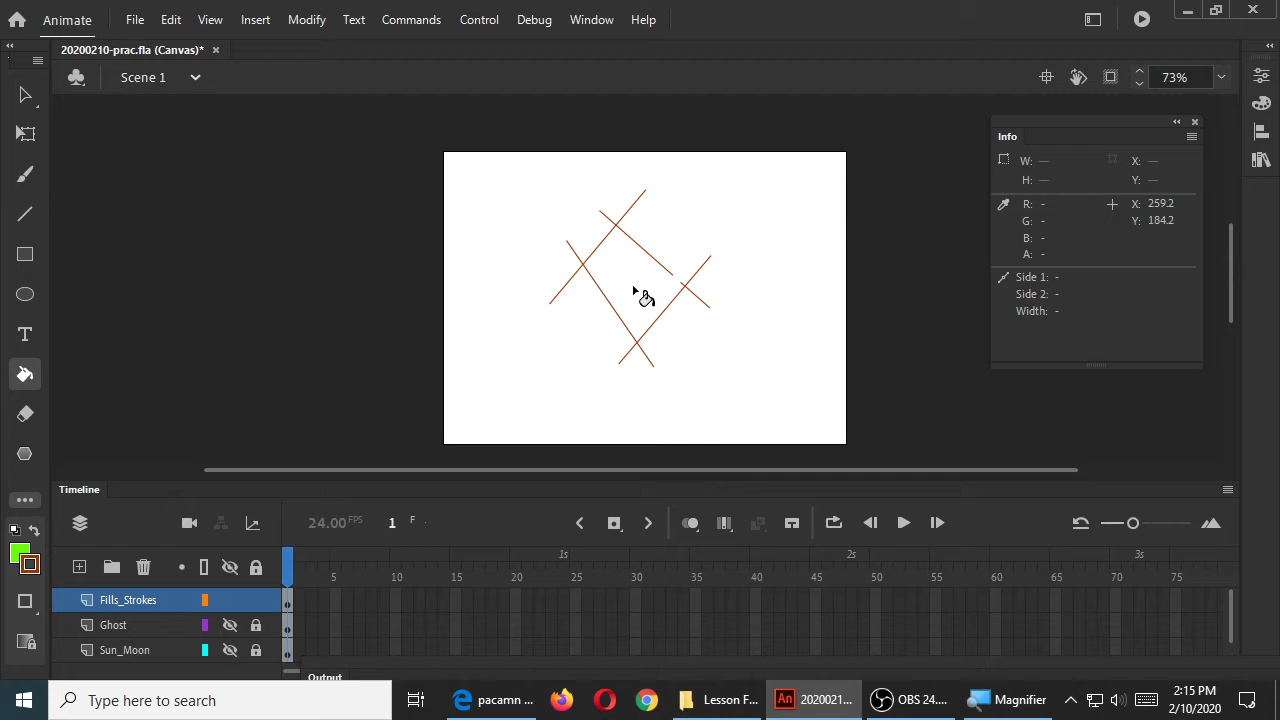 Animate File Edit View Insert Modify Text Commands Control Debug Window Help
20200210-prac.fla (Canvas)* ×
Scene 1 73%
Info
W: — X: —
H: — Y: —
R: - X: 259.2
G: - Y: 184.2
B: -
A: -
Side 1: -
Side 2: -
Width: -
Timeline
24.00 FPS 1 F
1s 2s 3s
5 10 15 20 25 30 35 40 45 50 55 60 65 70 75
Fills_Strokes
Ghost
Sun_Moon
Output
Type here to search pacamn ... Lesson F... An 2020021... OBS 24.... Magnifier 2:15 PM
2/10/2020